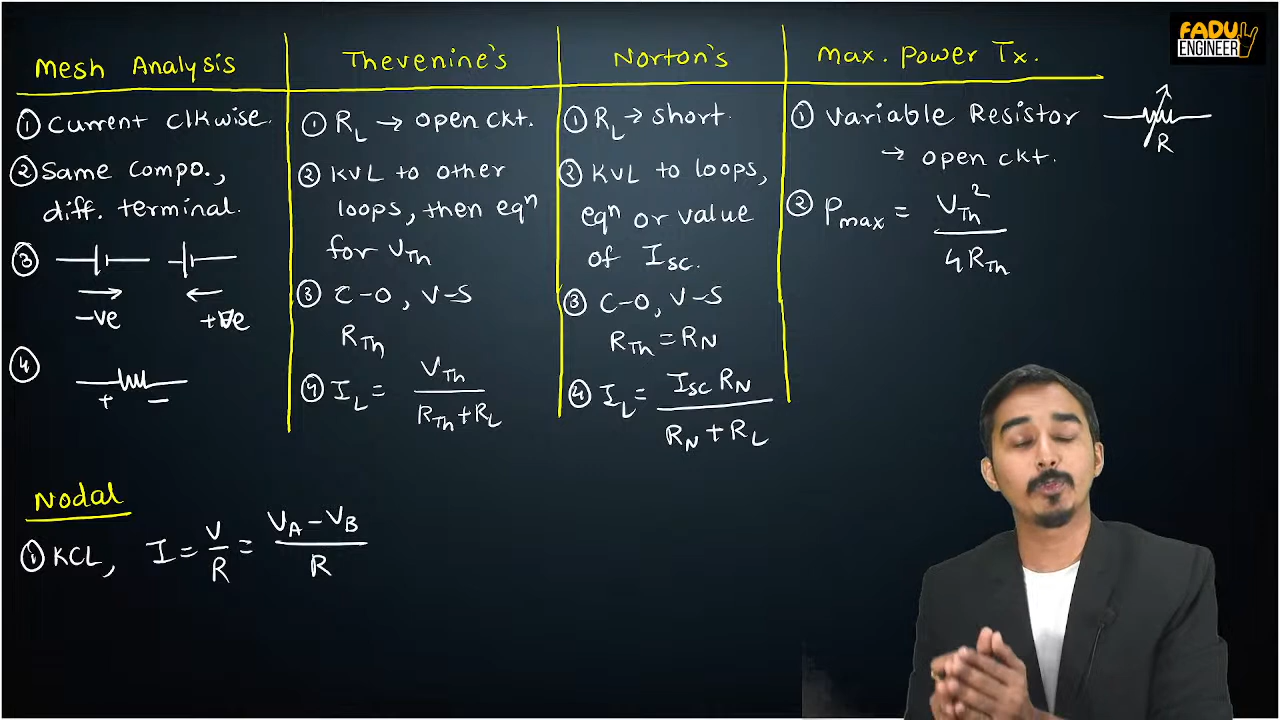 FADU
ENGINEER
Mesh Analysis
① Current clkwise.
② Same compo.,
diff. terminal.
③
-ve +ve
④
+ -
Thevenine's
① RL → open ckt.
② KVL to other
loops, then eqⁿ
for VTh
③ C-O, V-S
RTh
④ IL = VTh / RTh + RL
Norton's
① RL → short.
② KVL to loops,
eqⁿ or value
of Isc.
③ C-O, V-S
RTh = RN
④ IL = Isc RN / RN + RL
max. power Tx.
① Variable Resistor
→ open ckt.
R
② Pmax = VTh² / 4RTh
Nodal
① KCL, I = V/R = VA - VB / R